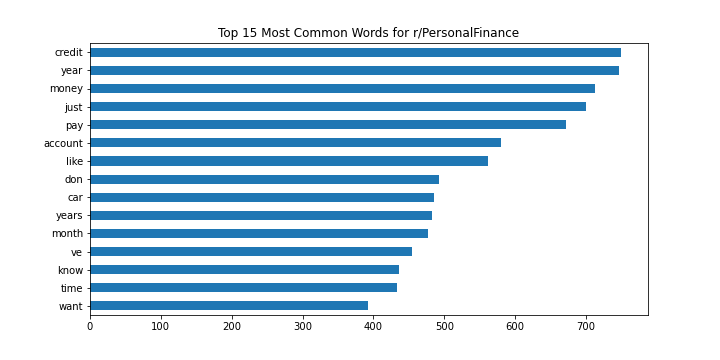 Top 15 Most Common Words for r/PersonalFinance
credit
year
money
just
pay
account
like
don
car
years
month
ve
know
time
want
0 100 200 300 400 500 600 700